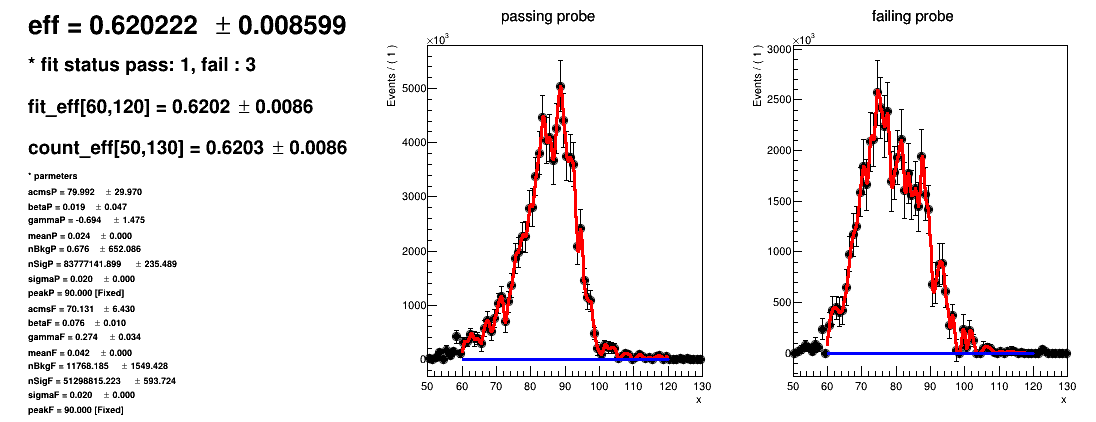 eff = 0.620222 ± 0.008599
* fit status pass: 1, fail : 3
fit_eff[60,120] = 0.6202 ± 0.0086
count_eff[50,130] = 0.6203 ± 0.0086
* parmeters
acmsP = 79.992 ± 29.970
betaP = 0.019 ± 0.047
gammaP = -0.694 ± 1.475
meanP = 0.024 ± 0.000
nBkgP = 0.676 ± 652.086
nSigP = 83777141.899 ± 235.489
sigmaP = 0.020 ± 0.000
peakP = 90.000 [Fixed]
acmsF = 70.131 ± 6.430
betaF = 0.076 ± 0.010
gammaF = 0.274 ± 0.034
meanF = 0.042 ± 0.000
nBkgF = 11768.185 ± 1549.428
nSigF = 51298815.223 ± 593.724
sigmaF = 0.020 ± 0.000
peakF = 90.000 [Fixed]
passing probe
×10³
Events / ( 1 )
5000
4000
3000
2000
1000
0
50 60 70 80 90 100 110 120 130
x
failing probe
×10³
Events / ( 1 )
3000
2500
2000
1500
1000
500
0
50 60 70 80 90 100 110 120 130
x